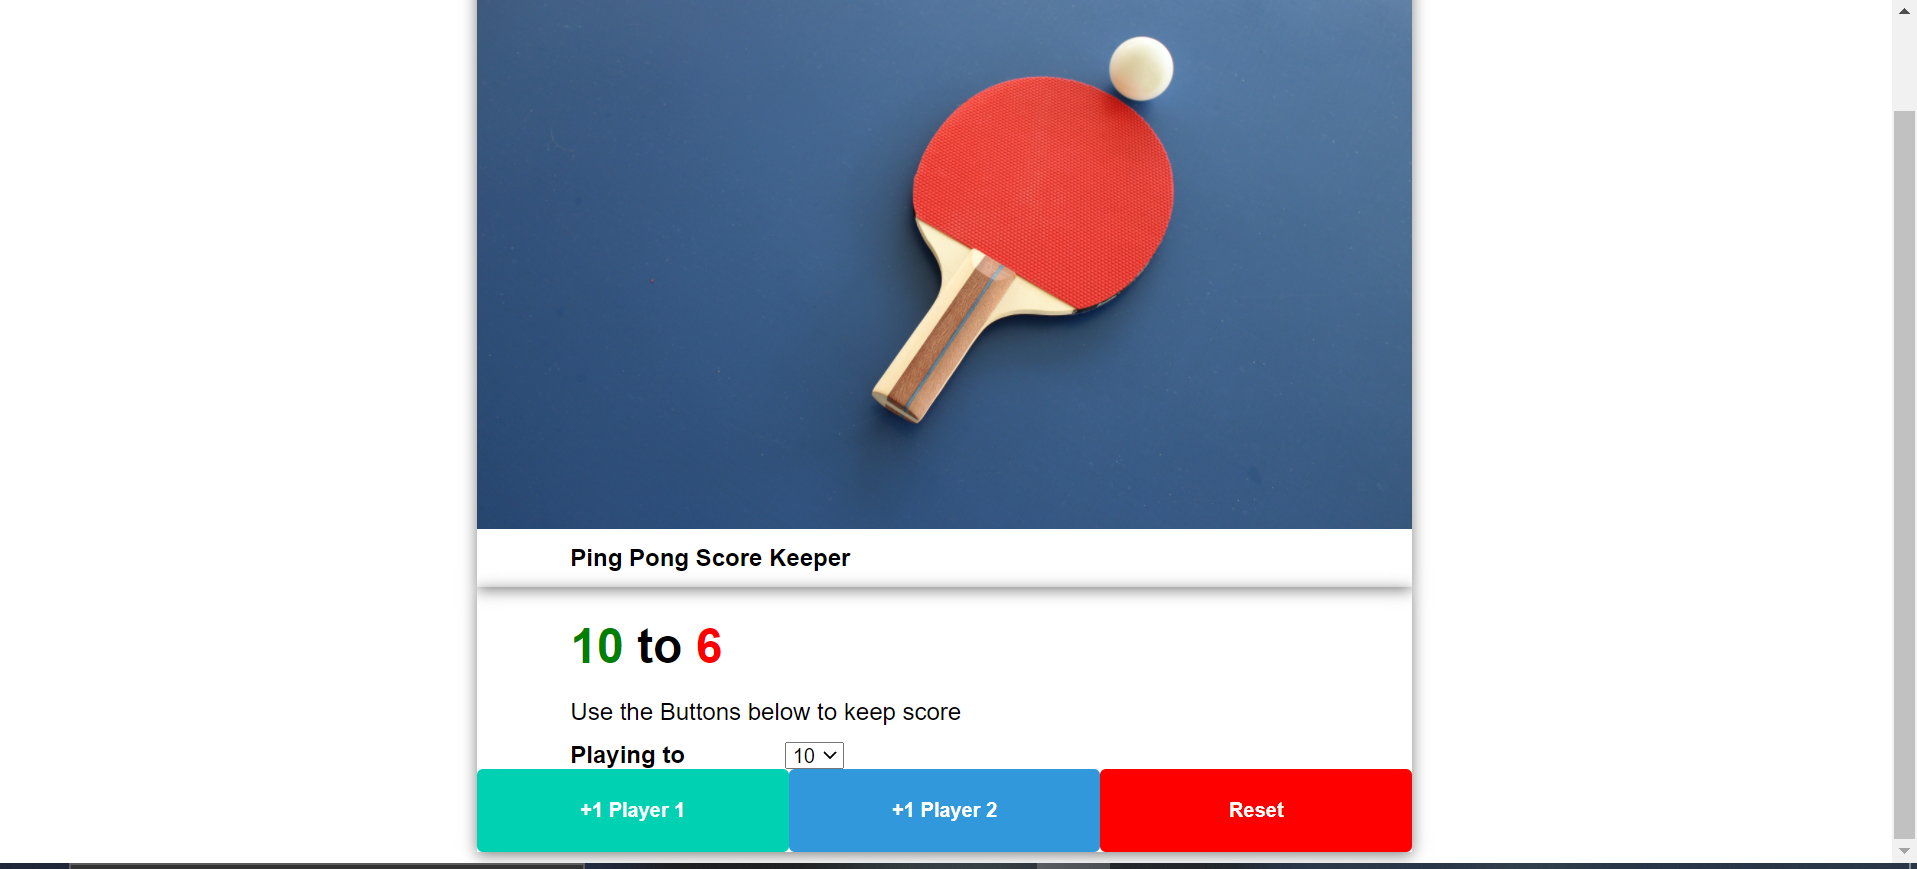 Ping Pong Score Keeper
10 to 6
Use the Buttons below to keep score
Playing to 10
+1 Player 1 +1 Player 2 Reset